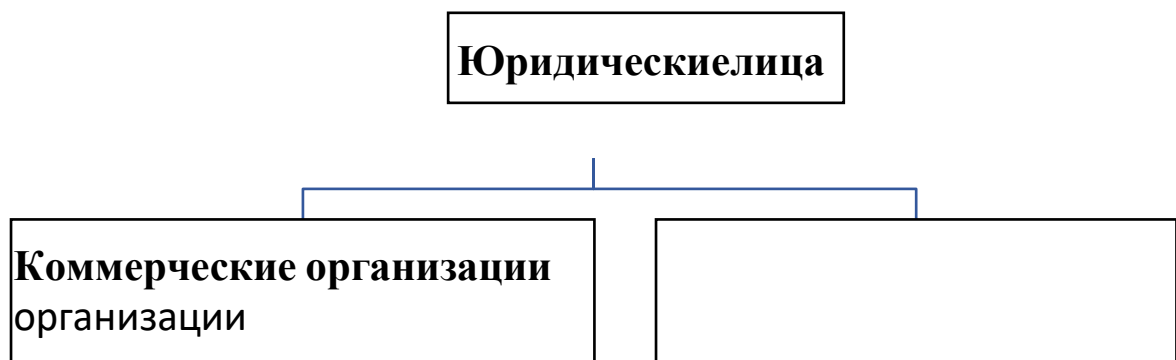 Юридическиелица
Коммерческие организации
организации